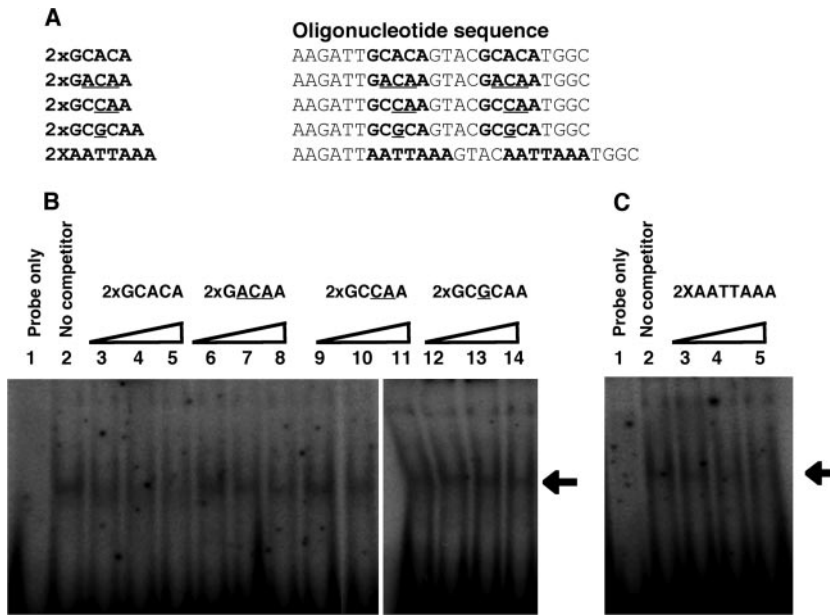 A
Oligonucleotide sequence
2xGCACA AAGATTGCACAGTACGCACATGGC
2xGACAA AAGATTGACAAGTACGACAATGGC
2xGCCAA AAGATTGCCAAGTACGCCAATGGC
2xGCGCAA AAGATTGCGCAGTACGCGCATGGC
2XAATTAAA AAGATTAATTAAAGTACAATTAAATGGC
B
Probe only No competitor 2xGCACA 2xGACAA 2xGCCAA 2xGCGCAA
1 2 3 4 5 6 7 8 9 10 11 12 13 14
C
Probe only No competitor 2XAATTAAA
1 2 3 4 5